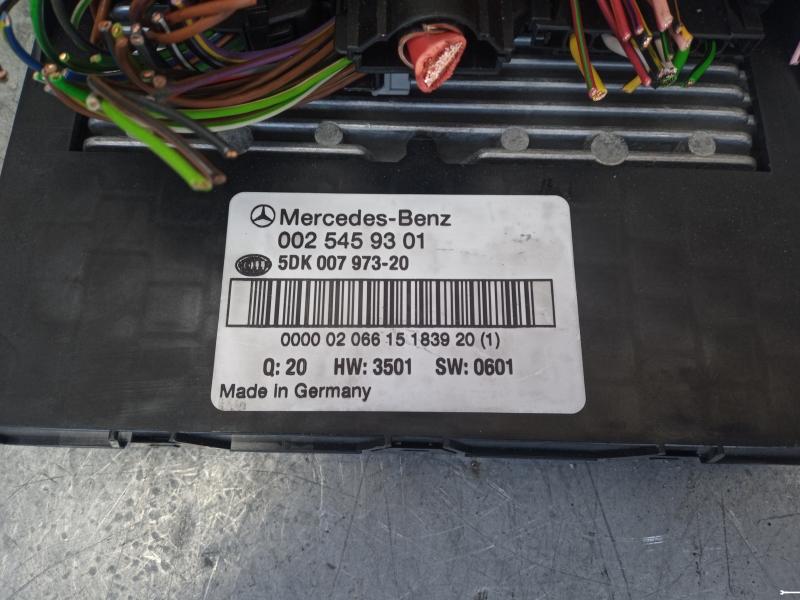 Mercedes-Benz
002 545 93 01
HELLA 5DK 007 973-20
0000 02 066 15 1839 20 (1)
Q: 20 HW: 3501 SW: 0601
Made in Germany